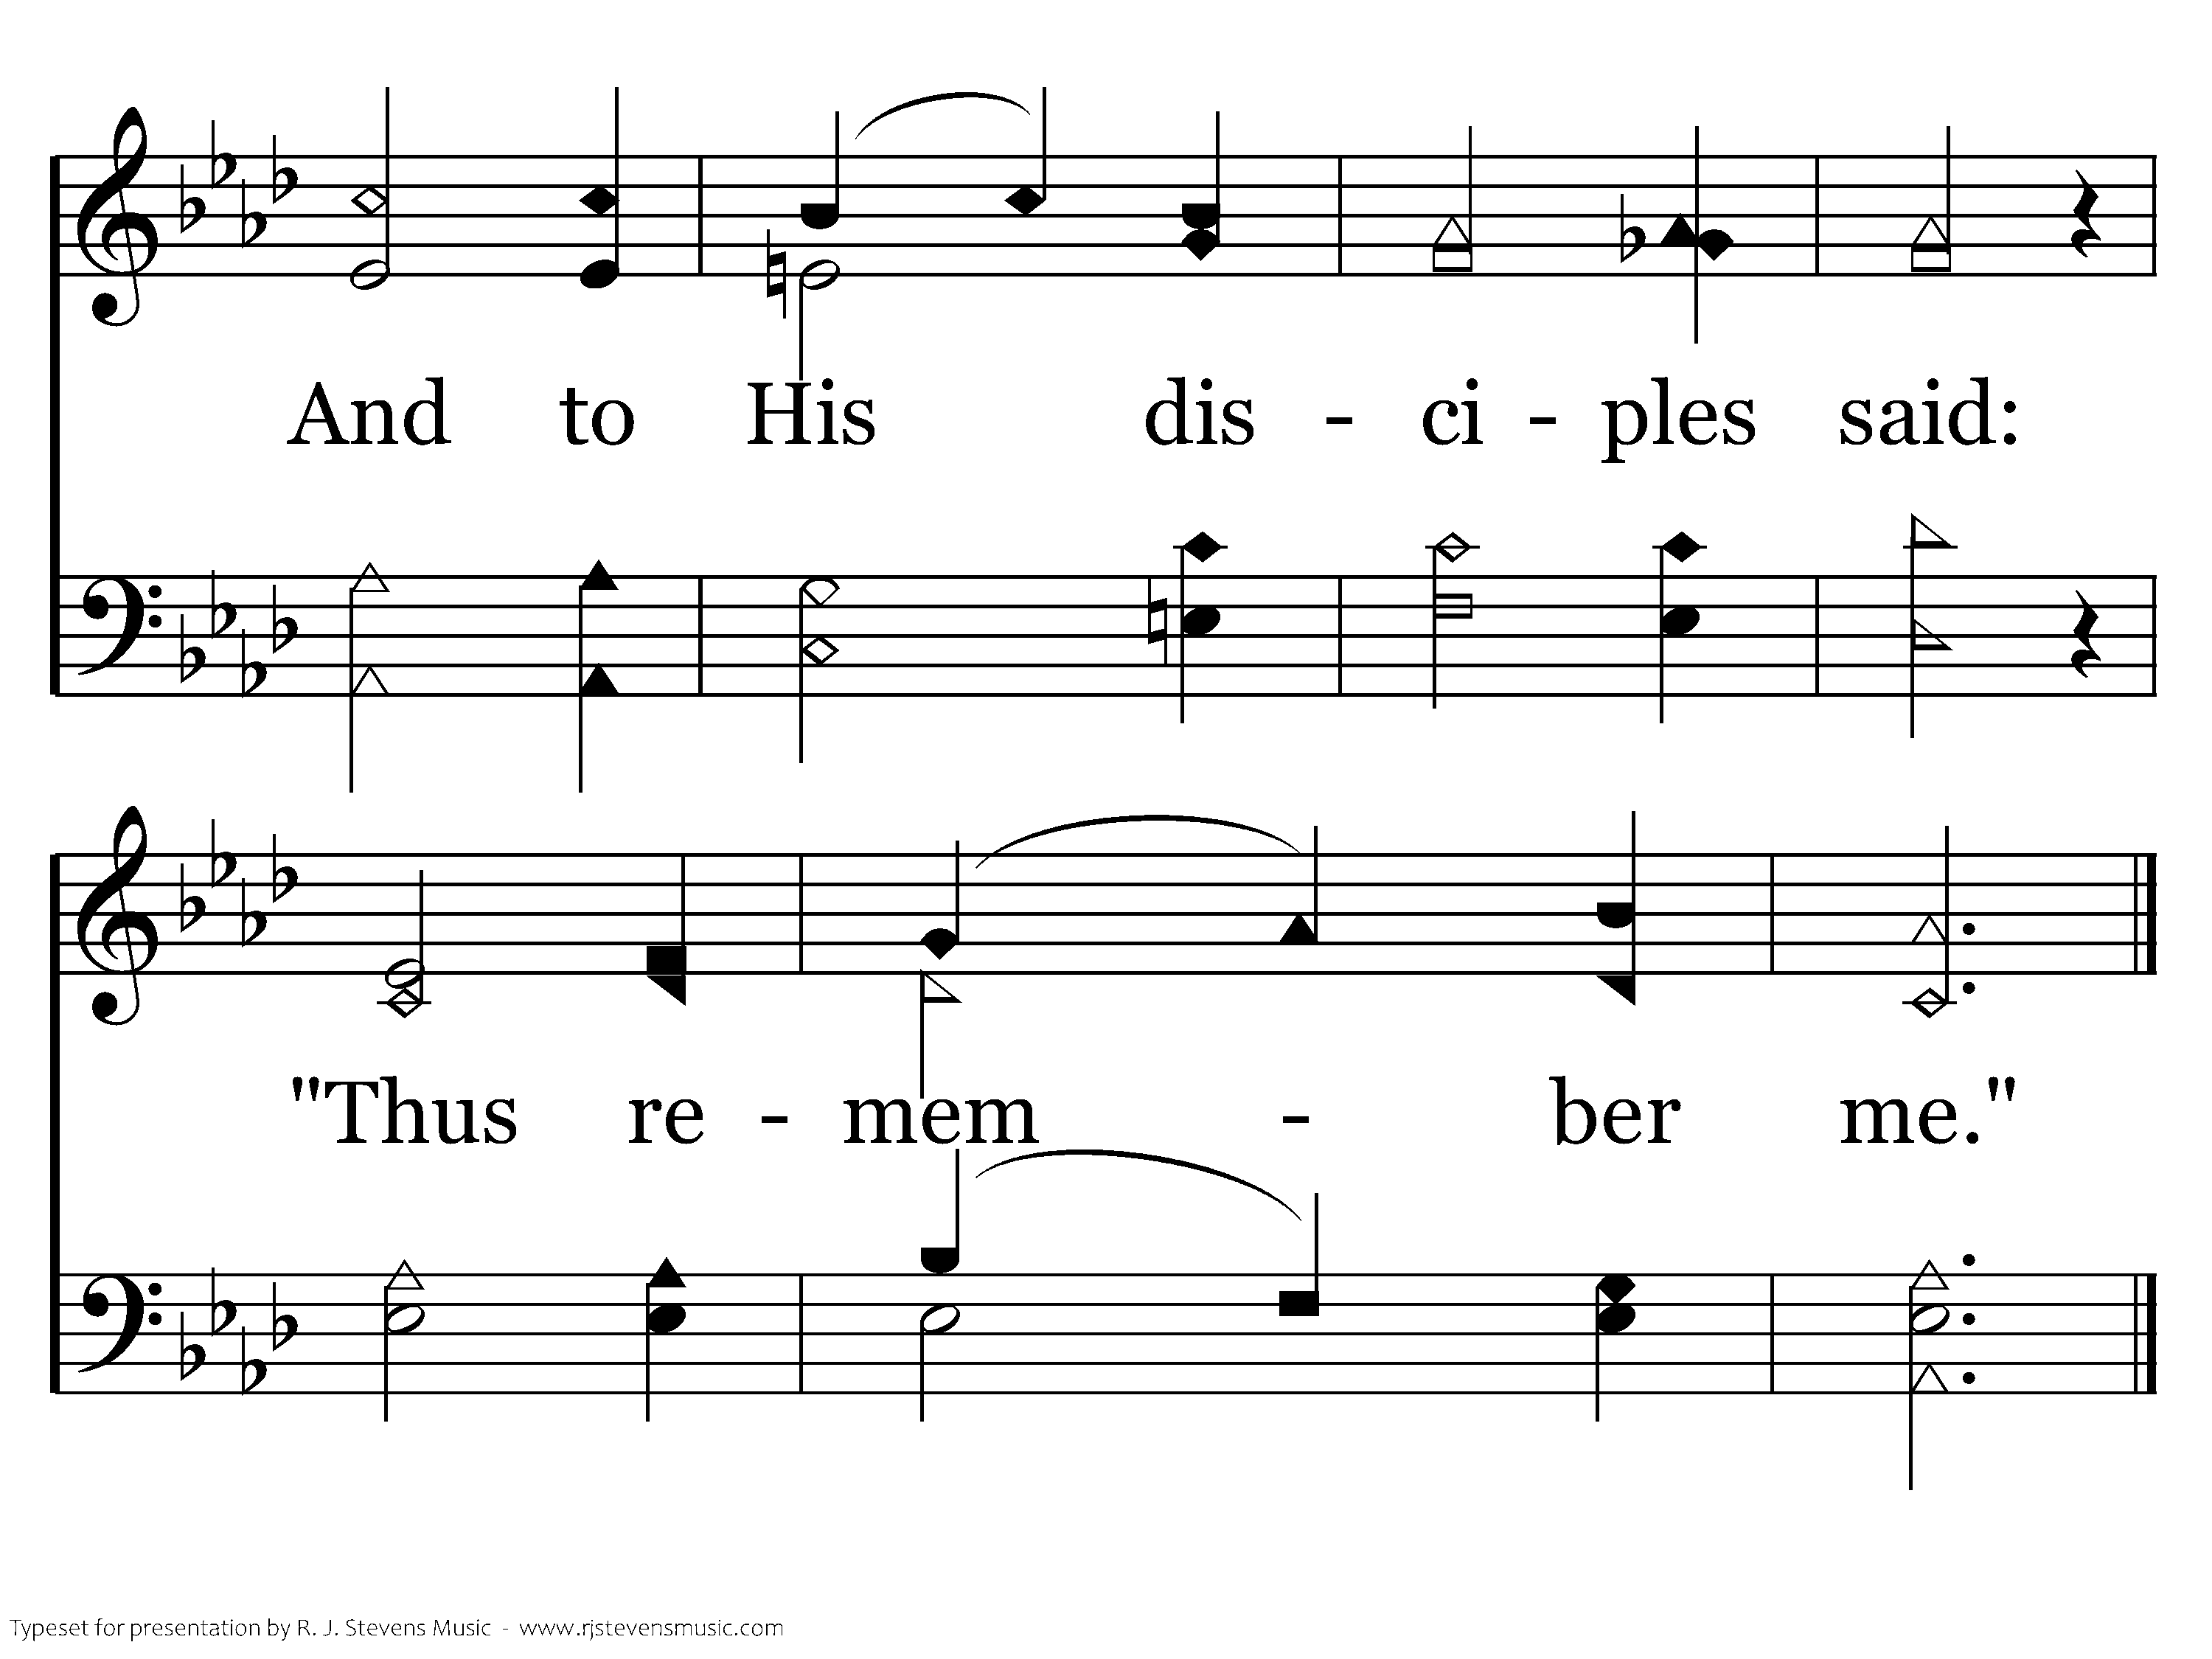 And to His dis - ci - ples said:
"Thus re - mem - ber me."
Typeset for presentation by R. J. Stevens Music - www.rjstevensmusic.com